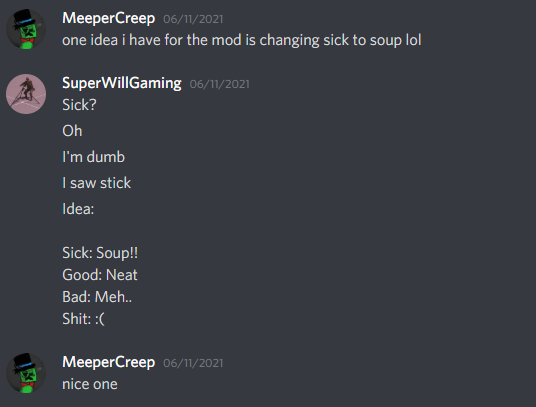 MeeperCreep 06/11/2021
one idea i have for the mod is changing sick to soup lol
SuperWillGaming 06/11/2021
Sick?
Oh
I'm dumb
I saw stick
Idea:
Sick: Soup!!
Good: Neat
Bad: Meh..
Shit: :(
MeeperCreep 06/11/2021
nice one